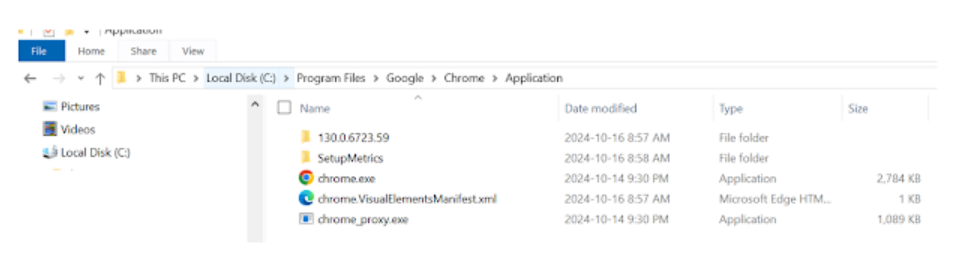 Application
File Home Share View
This PC > Local Disk (C:) > Program Files > Google > Chrome > Application
Pictures
Videos
Local Disk (C:)
Name Date modified Type Size
130.0.6723.59 2024-10-16 8:57 AM File folder
SetupMetrics 2024-10-16 8:58 AM File folder
chrome.exe 2024-10-14 9:30 PM Application 2,784 KB
chrome.VisualElementsManifest.xml 2024-10-16 8:57 AM Microsoft Edge HTM... 1 KB
chrome_proxy.exe 2024-10-14 9:30 PM Application 1,089 KB